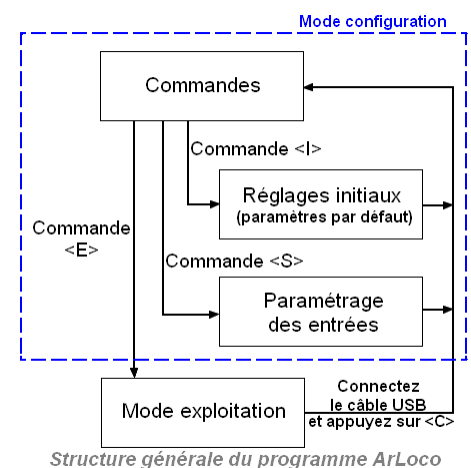 Mode configuration
Commandes
Commande <I>
Réglages initiaux
(paramètres par défaut)
Commande
<E>
Commande <S>
Paramétrage
des entrées
Mode exploitation
Connectez
le câble USB
et appuyez sur <C>
Structure générale du programme ArLoco